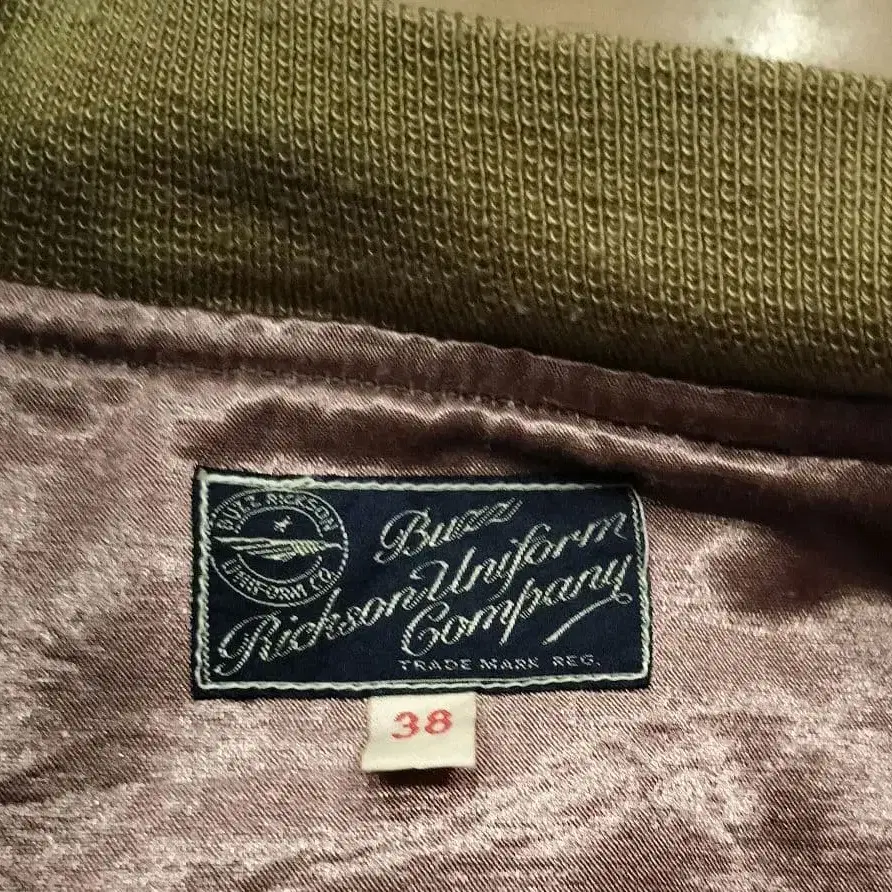 BUZZ RICKSON
UNIFORM CO.
Buzz
Rickson Uniform
Company
TRADE MARK REG.
38